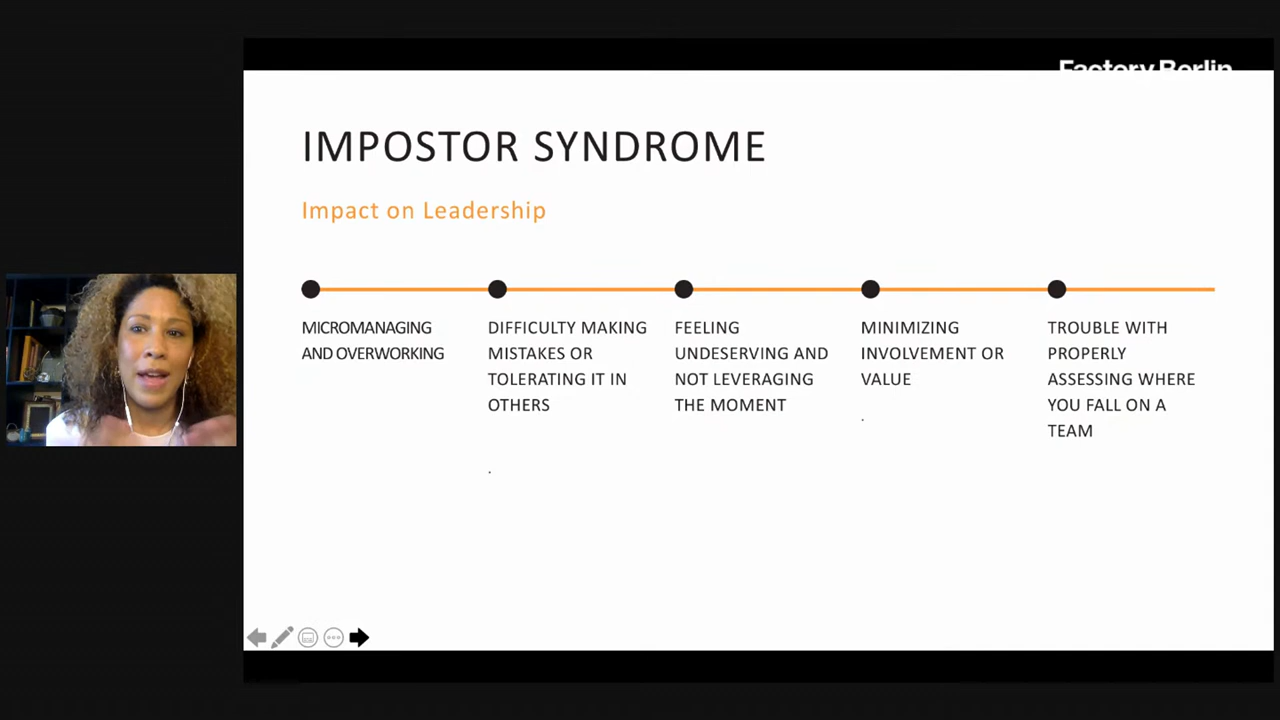 Factory Berlin
IMPOSTOR SYNDROME
Impact on Leadership
MICROMANAGING
AND OVERWORKING
DIFFICULTY MAKING
MISTAKES OR
TOLERATING IT IN
OTHERS
.
FEELING
UNDESERVING AND
NOT LEVERAGING
THE MOMENT
MINIMIZING
INVOLVEMENT OR
VALUE
.
TROUBLE WITH
PROPERLY
ASSESSING WHERE
YOU FALL ON A
TEAM